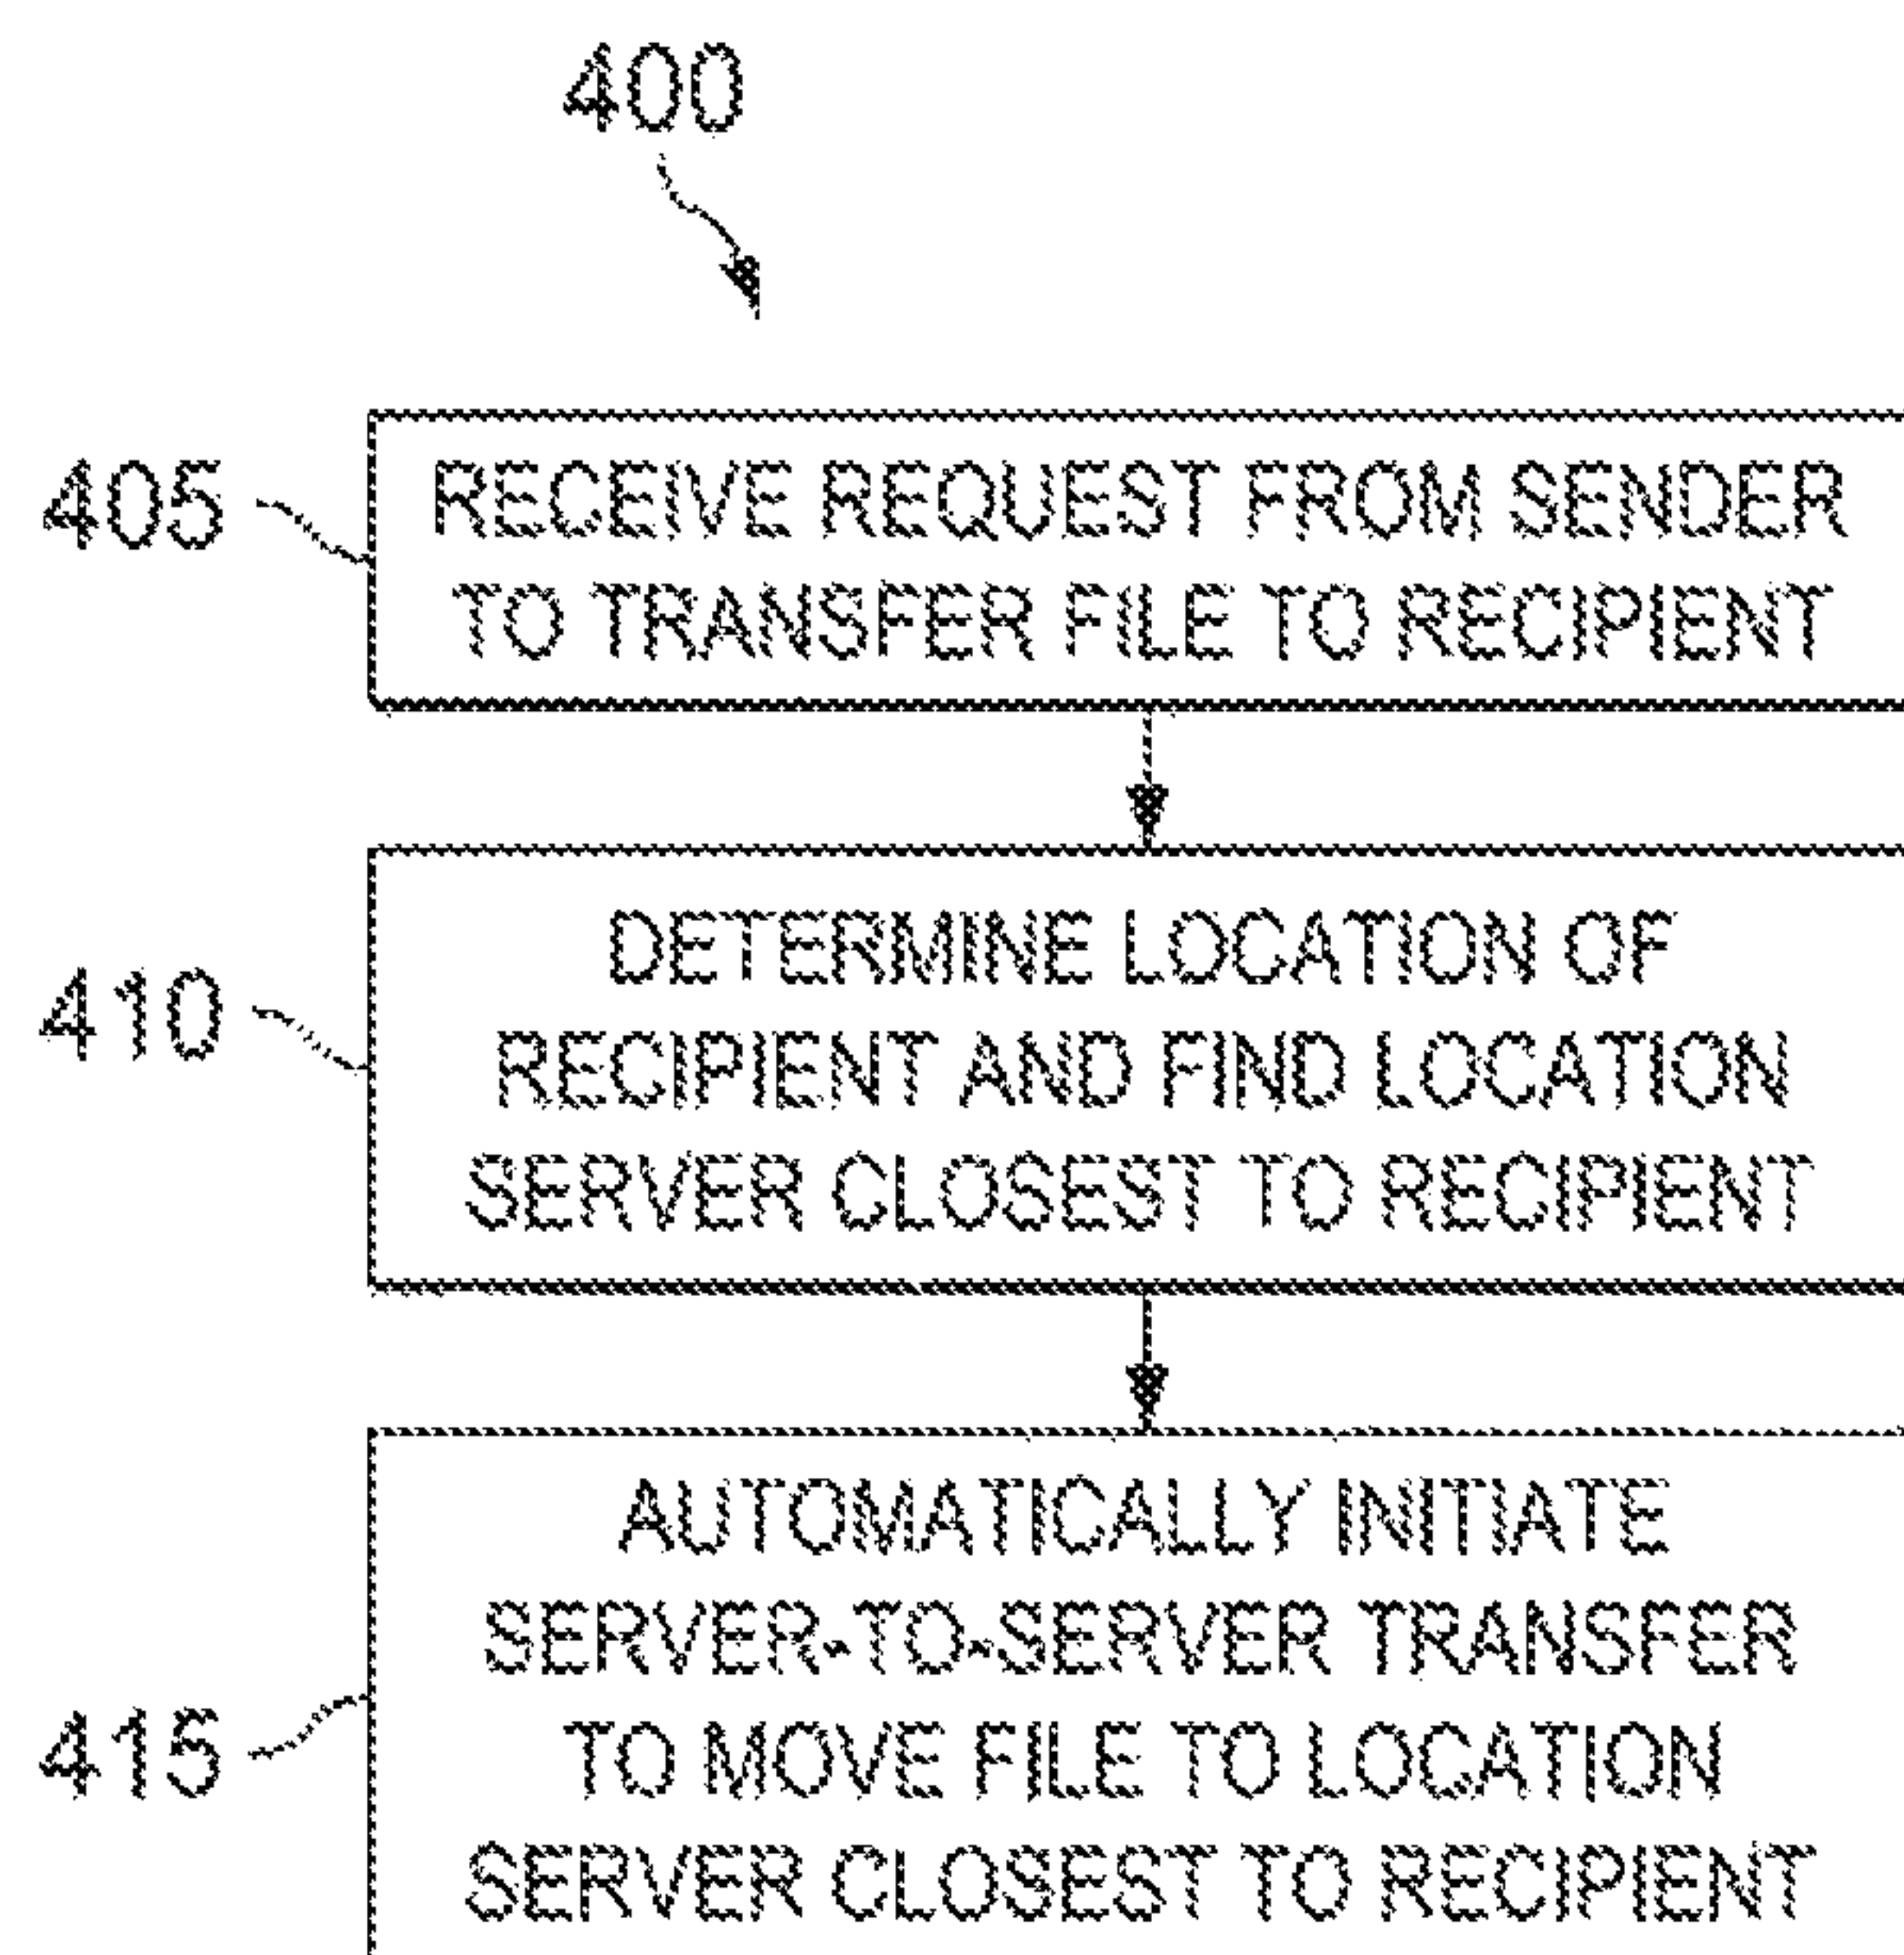 400
405
RECEIVE REQUEST FROM SENDER
TO TRANSFER FILE TO RECIPIENT
410
DETERMINE LOCATION OF
RECIPIENT AND FIND LOCATION
SERVER CLOSEST TO RECIPIENT
415
AUTOMATICALLY INITIATE
SERVER-TO-SERVER TRANSFER
TO MOVE FILE TO LOCATION
SERVER CLOSEST TO RECIPIENT